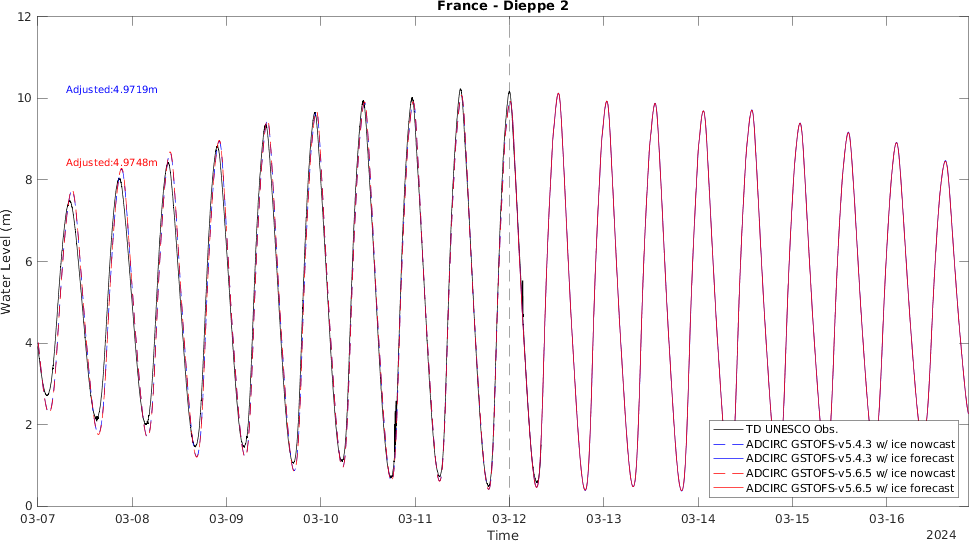 France - Dieppe 2
Water Level (m)
12
10
8
6
4
2
0
Adjusted:4.9719m
Adjusted:4.9748m
TD UNESCO Obs.
ADCIRC GSTOFS-v5.4.3 w/ ice nowcast
ADCIRC GSTOFS-v5.4.3 w/ ice forecast
ADCIRC GSTOFS-v5.6.5 w/ ice nowcast
ADCIRC GSTOFS-v5.6.5 w/ ice forecast
03-07 03-08 03-09 03-10 03-11 03-12 03-13 03-14 03-15 03-16
Time
2024